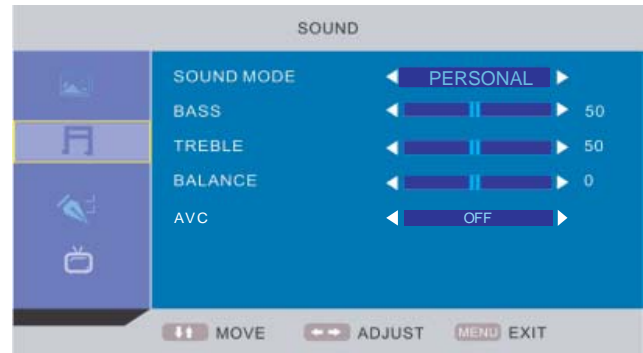 SOUND
SOUND MODE PERSONAL
BASS 50
TREBLE 50
BALANCE 0
AVC OFF
MOVE ADJUST MENU EXIT